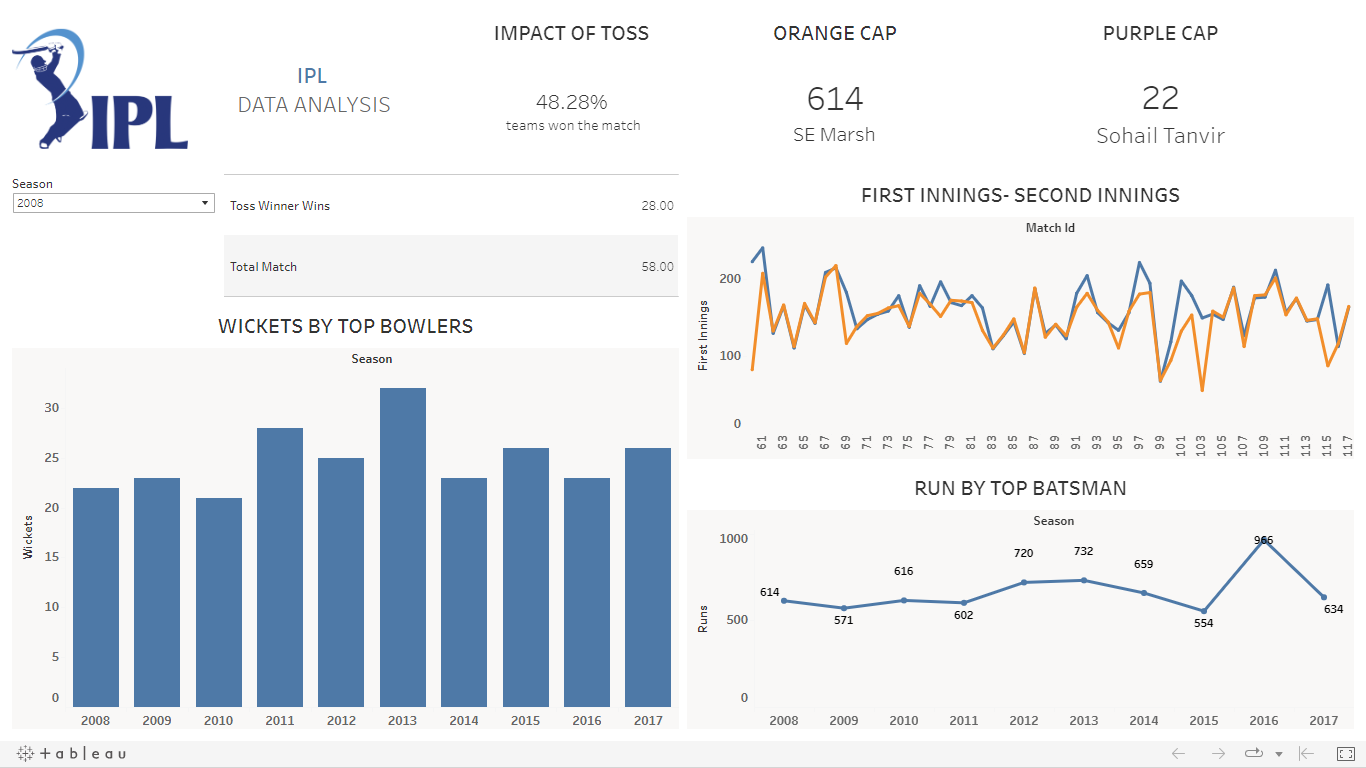 IPL
IPL
DATA ANALYSIS
IMPACT OF TOSS
48.28%
teams won the match
ORANGE CAP
614
SE Marsh
PURPLE CAP
22
Sohail Tanvir
Season
2008
Toss Winner Wins 28.00
Total Match 58.00
WICKETS BY TOP BOWLERS
Season
Wickets
30
25
20
15
10
5
0
2008 2009 2010 2011 2012 2013 2014 2015 2016 2017
FIRST INNINGS- SECOND INNINGS
Match Id
First Innings
200
100
0
61 63 65 67 69 71 73 75 77 79 81 83 85 87 89 91 93 95 97 99 101 103 105 107 109 111 113 115 117
RUN BY TOP BATSMAN
Season
Runs
1000
500
0
614 571 616 602 720 732 659 554 966 634
2008 2009 2010 2011 2012 2013 2014 2015 2016 2017
+ableau